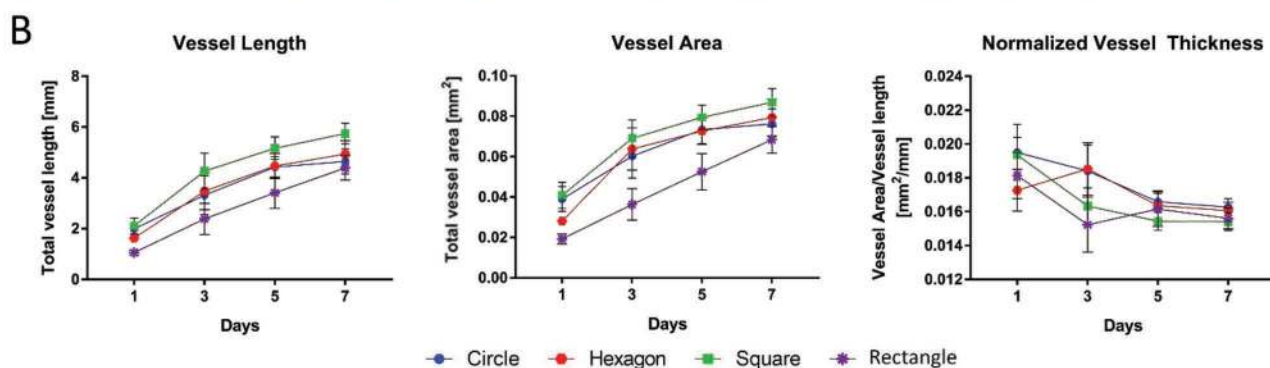 B
Vessel Length
Total vessel length [mm]
8
6
4
2
0
1 3 5 7
Days
Vessel Area
Total vessel area [mm²]
0.10
0.08
0.06
0.04
0.02
0.00
1 3 5 7
Days
Normalized Vessel Thickness
Vessel Area/Vessel length
[mm²/mm]
0.024
0.022
0.020
0.018
0.016
0.014
0.012
1 3 5 7
Days
Circle Hexagon Square Rectangle